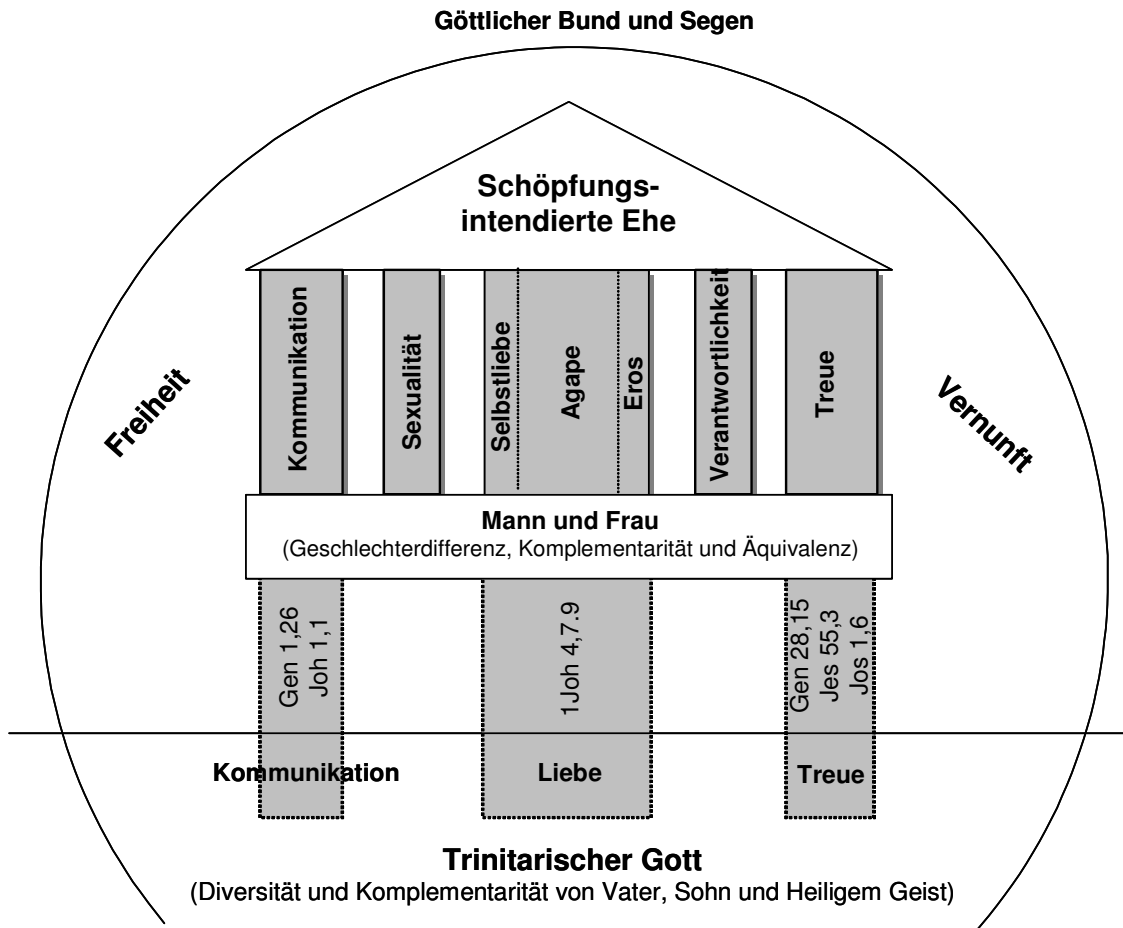 Göttlicher Bund und Segen
Schöpfungs-
intendierte Ehe
Freiheit
Vernunft
Kommunikation
Sexualität
Selbstliebe
Agape
Eros
Verantwortlichkeit
Treue
Mann und Frau
(Geschlechterdifferenz, Komplementarität und Äquivalenz)
Gen 1,26
Joh 1,1
1Joh 4,7.9
Gen 28,15
Jes 55,3
Jos 1,6
Kommunikation
Liebe
Treue
Trinitarischer Gott
(Diversität und Komplementarität von Vater, Sohn und Heiligem Geist)